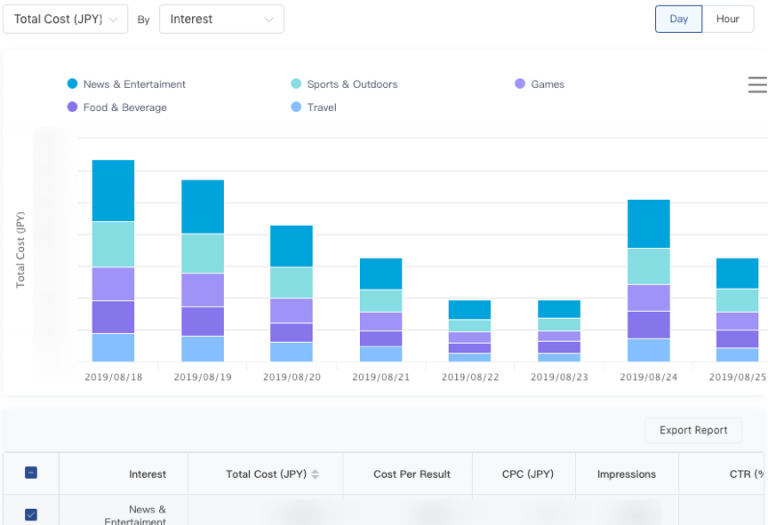 Total Cost (JPY) By Interest Day Hour
News & Entertaiment Sports & Outdoors Games
Food & Beverage Travel
Total Cost (JPY)
2019/08/18 2019/08/19 2019/08/20 2019/08/21 2019/08/22 2019/08/23 2019/08/24 2019/08/25
Export Report
Interest Total Cost (JPY) Cost Per Result CPC (JPY) Impressions CTR (%
News &
Entertaiment